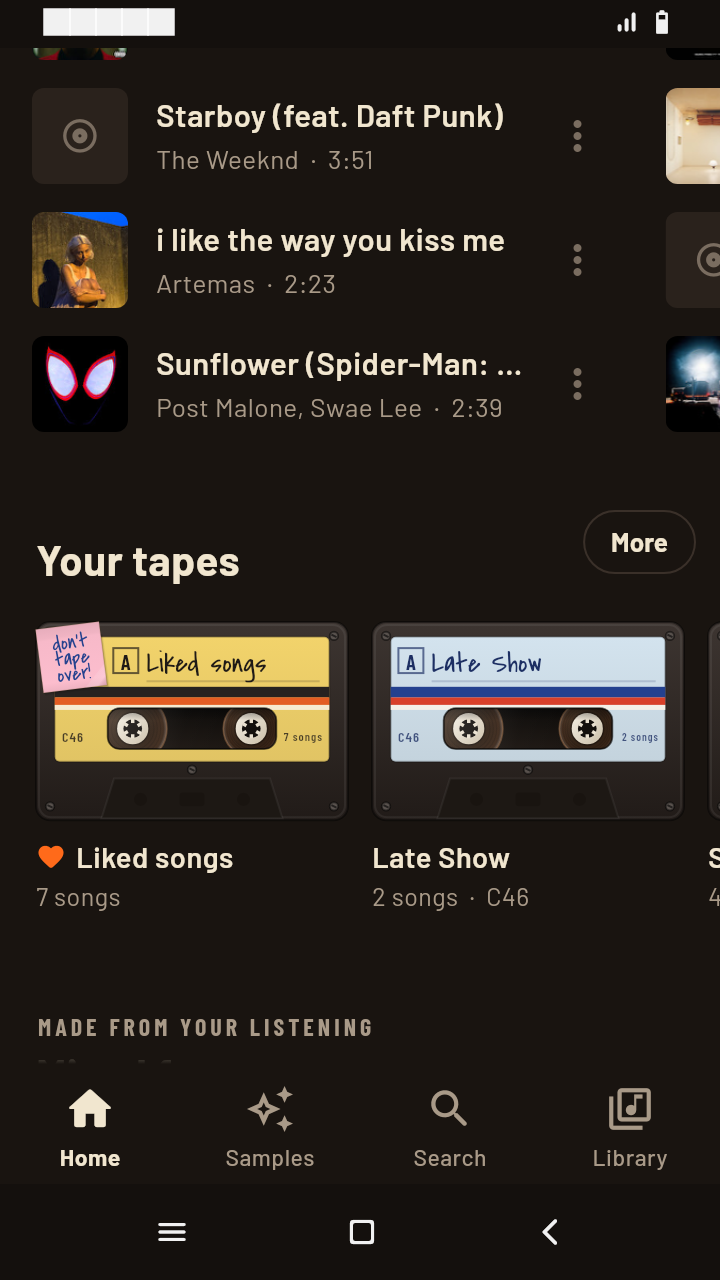 Starboy (feat. Daft Punk)
The Weeknd · 3:51
i like the way you kiss me
Artemas · 2:23
Sunflower (Spider-Man: ...
Post Malone, Swae Lee · 2:39
Your tapes
More
don't
tape
over!
A Liked songs
C46
7 songs
A Late Show
C46
2 songs
Liked songs
7 songs
Late Show
2 songs · C46
S
4
MADE FROM YOUR LISTENING
Home
Samples
Search
Library